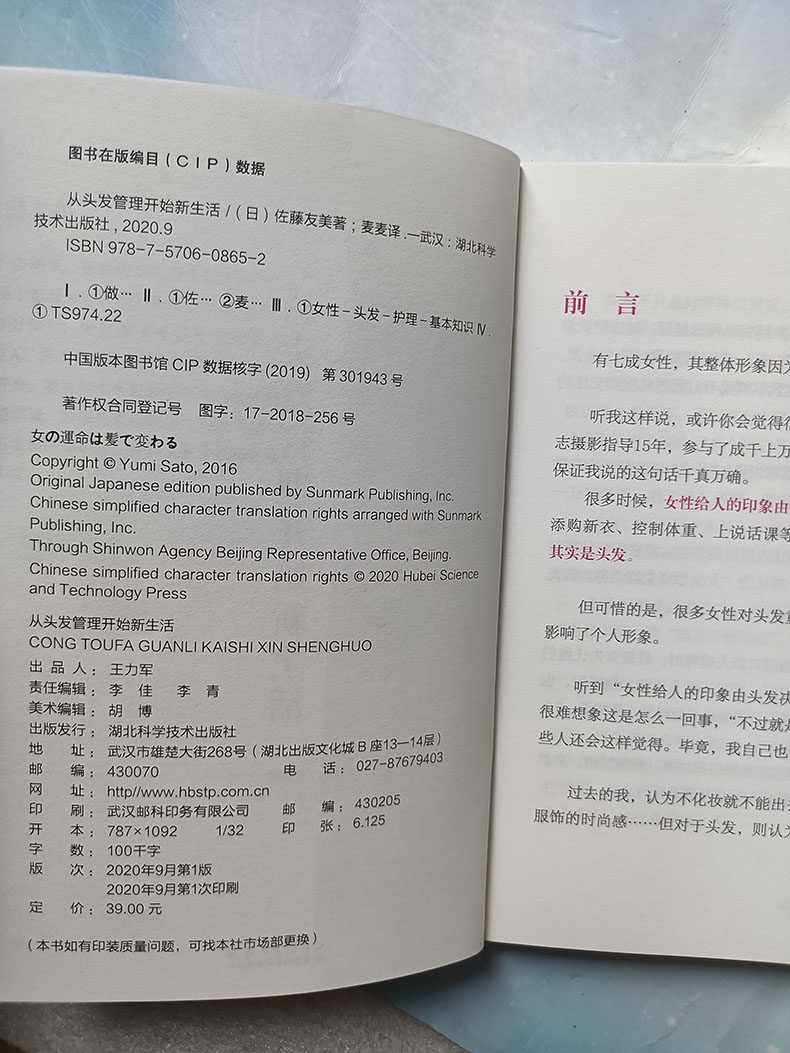 图书在版编目(CIP)数据
从头发管理开始新生活/(日)佐藤友美著;麦麦译.—武汉:湖北科学
技术出版社,2020.9
ISBN 978-7-5706-0865-2
Ⅰ.①做… Ⅱ.①佐… ②麦… Ⅲ.①女性-头发-护理-基本知识 Ⅳ.
①TS974.22
中国版本图书馆 CIP 数据核字(2019) 第 301943 号
著作权合同登记号 图字:17-2018-256 号
女の運命は髪で変わる
Copyright © Yumi Sato, 2016
Original Japanese edition published by Sunmark Publishing, Inc.
Chinese simplified character translation rights arranged with Sunmark
Publishing, Inc.
Through Shinwon Agency Beijing Representative Office, Beijing.
Chinese simplified character translation rights © 2020 Hubei Science
and Technology Press
从头发管理开始新生活
CONG TOUFA GUANLI KAISHI XIN SHENGHUO
出 品 人:王力军
责任编辑:李 佳 李 青
美术编辑:胡 博
出版发行:湖北科学技术出版社
地 址:武汉市雄楚大街268号(湖北出版文化城B座13—14层)
邮 编:430070 电 话:027-87679403
网 址:http//www.hbstp.com.cn
印 刷:武汉邮科印务有限公司 邮 编:430205
开 本:787×1092 1/32 印 张:6.125
字 数:100千字
版 次:2020年9月第1版
2020年9月第1次印刷
定 价:39.00 元
(本书如有印装质量问题,可找本社市场部更换)
前 言
有七成女性,其整体形象因为
听我这样说,或许你会觉得很
志摄影指导15年,参与了成千上万
保证我说的这句话千真万确。
很多时候,女性给人的印象由
添购新衣、控制体重、上说话课等
其实是头发。
但可惜的是,很多女性对头发重
影响了个人形象。
听到“女性给人的印象由头发决
很难想象这是怎么一回事,“不过就是
些人还会这样觉得。毕竟,我自己也
过去的我,认为不化妆就不能出去
服饰的时尚感……但对于头发,则认为